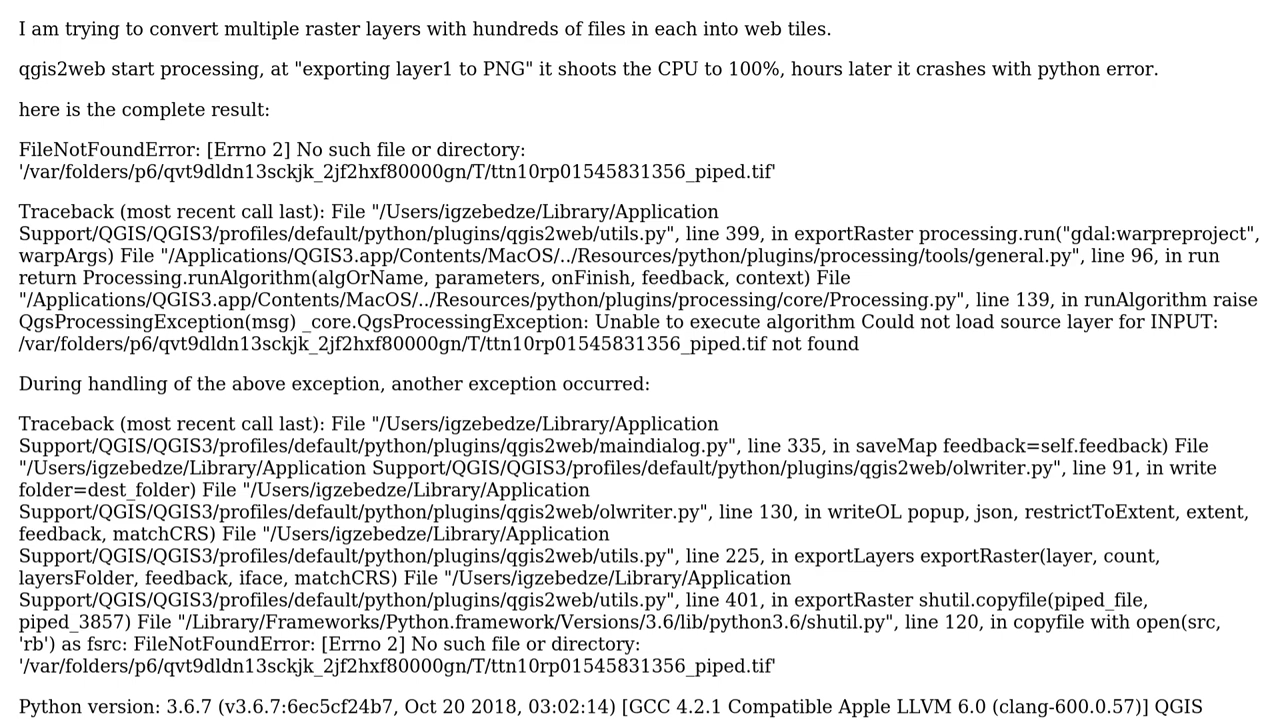 I am trying to convert multiple raster layers with hundreds of files in each into web tiles.
qgis2web start processing, at "exporting layer1 to PNG" it shoots the CPU to 100%, hours later it crashes with python error.
here is the complete result:
FileNotFoundError: [Errno 2] No such file or directory:
'/var/folders/p6/qvt9dldn13sckjk_2jf2hxf80000gn/T/ttn10rp01545831356_piped.tif'
Traceback (most recent call last): File "/Users/igzebedze/Library/Application
Support/QGIS/QGIS3/profiles/default/python/plugins/qgis2web/utils.py", line 399, in exportRaster processing.run("gdal:warpreproject",
warpArgs) File "/Applications/QGIS3.app/Contents/MacOS/../Resources/python/plugins/processing/tools/general.py", line 96, in run
return Processing.runAlgorithm(algOrName, parameters, onFinish, feedback, context) File
"/Applications/QGIS3.app/Contents/MacOS/../Resources/python/plugins/processing/core/Processing.py", line 139, in runAlgorithm raise
QgsProcessingException(msg) _core.QgsProcessingException: Unable to execute algorithm Could not load source layer for INPUT:
/var/folders/p6/qvt9dldn13sckjk_2jf2hxf80000gn/T/ttn10rp01545831356_piped.tif not found
During handling of the above exception, another exception occurred:
Traceback (most recent call last): File "/Users/igzebedze/Library/Application
Support/QGIS/QGIS3/profiles/default/python/plugins/qgis2web/maindialog.py", line 335, in saveMap feedback=self.feedback) File
"/Users/igzebedze/Library/Application Support/QGIS/QGIS3/profiles/default/python/plugins/qgis2web/olwriter.py", line 91, in write
folder=dest_folder) File "/Users/igzebedze/Library/Application
Support/QGIS/QGIS3/profiles/default/python/plugins/qgis2web/olwriter.py", line 130, in writeOL popup, json, restrictToExtent, extent,
feedback, matchCRS) File "/Users/igzebedze/Library/Application
Support/QGIS/QGIS3/profiles/default/python/plugins/qgis2web/utils.py", line 225, in exportLayers exportRaster(layer, count,
layersFolder, feedback, iface, matchCRS) File "/Users/igzebedze/Library/Application
Support/QGIS/QGIS3/profiles/default/python/plugins/qgis2web/utils.py", line 401, in exportRaster shutil.copyfile(piped_file,
piped_3857) File "/Library/Frameworks/Python.framework/Versions/3.6/lib/python3.6/shutil.py", line 120, in copyfile with open(src,
'rb') as fsrc: FileNotFoundError: [Errno 2] No such file or directory:
'/var/folders/p6/qvt9dldn13sckjk_2jf2hxf80000gn/T/ttn10rp01545831356_piped.tif'
Python version: 3.6.7 (v3.6.7:6ec5cf24b7, Oct 20 2018, 03:02:14) [GCC 4.2.1 Compatible Apple LLVM 6.0 (clang-600.0.57)] QGIS